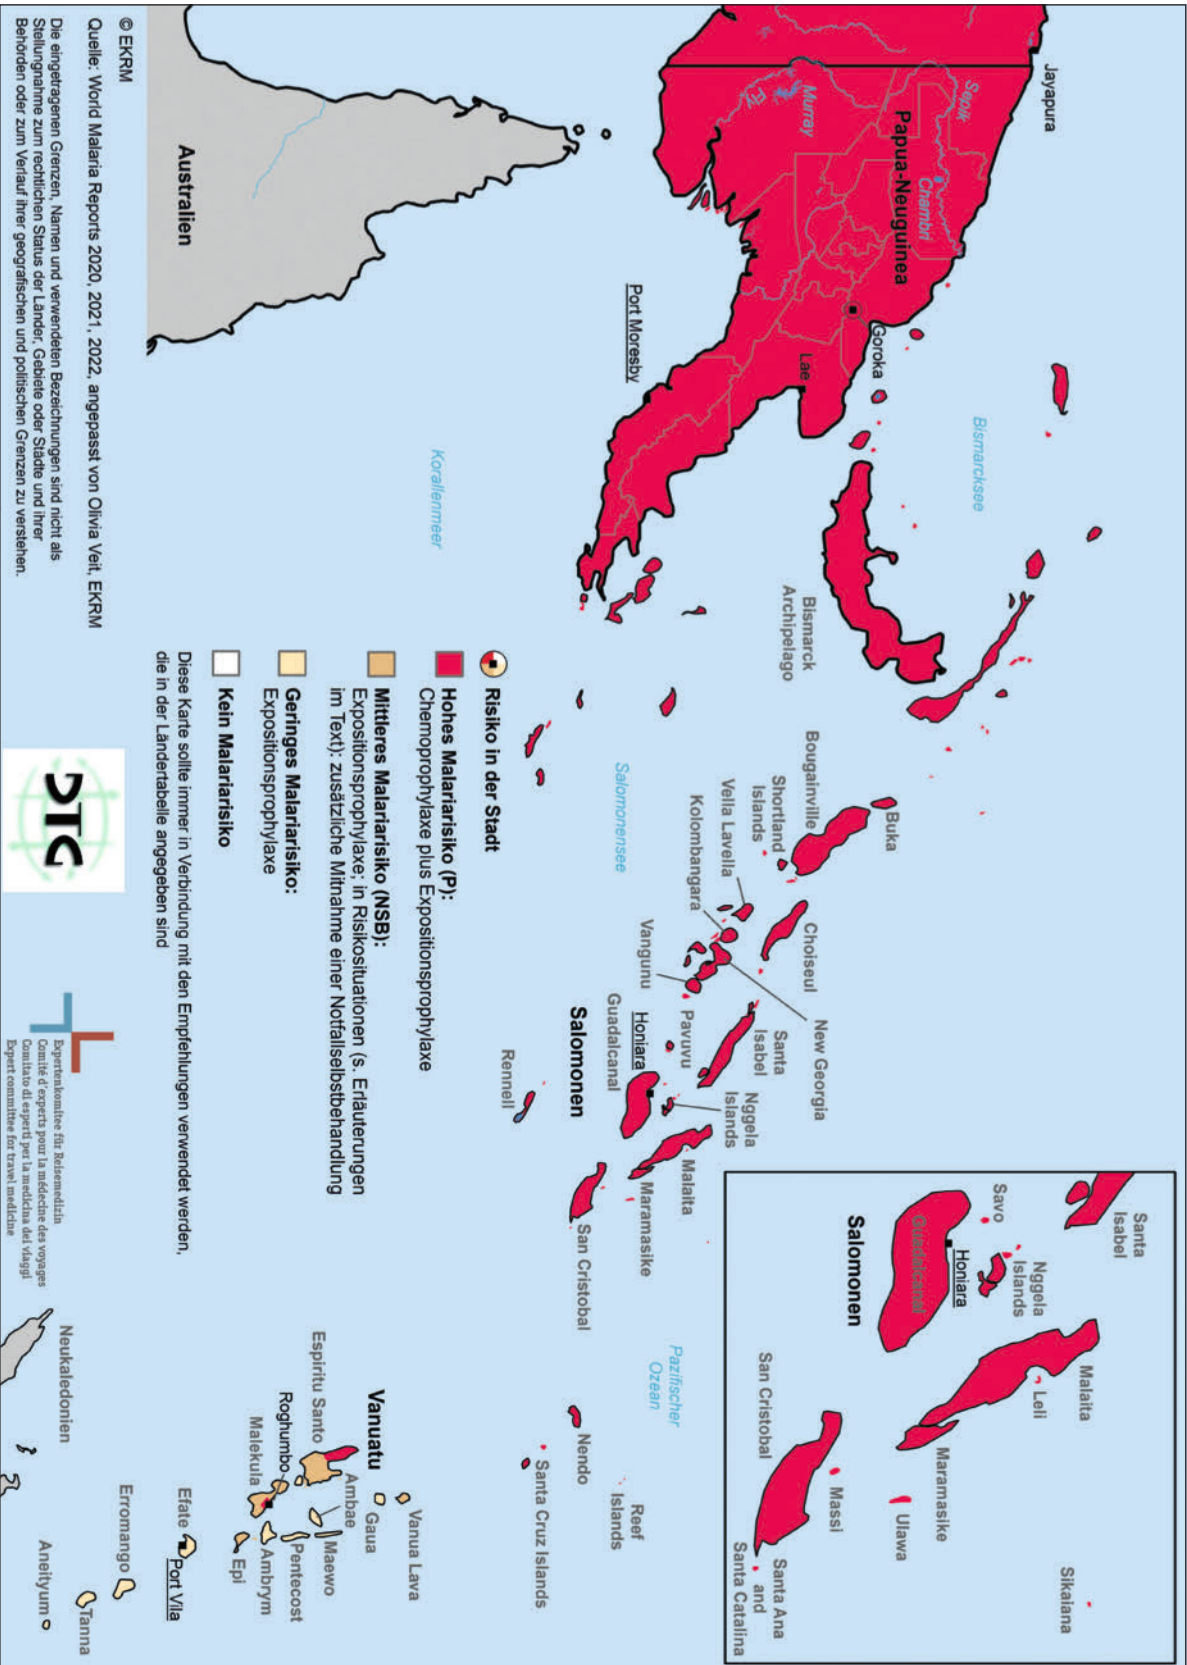 Jayapura
Sepik
Chambri
Papua-Neuguinea
Murray
Fly
Goroka
Lae
Port Moresby
Bismarcksee
Bismarck
Archipelago
Korallenmeer
Australien
Salomonensee
Buka
Bougainville
Shortland
Islands
Vella Lavella
Kolombangara
Vangunu
Choiseul
New Georgia
Santa
Isabel
Pavuvu
Nggela
Islands
Honiara
Guadalcanal
Salomonen
Malaita
Maramasike
Rennell
San Cristobal
Pazifischer
Ozean
Nendo
Reef
Islands
Santa Cruz Islands
Vanuatu
Vanua Lava
Gaua
Espiritu Santo
Ambae
Maewo
Roghumbo
Pentecost
Malekula
Ambrym
Epi
Efate
Port Vila
Erromango
Tanna
Aneityum
Neukaledonien
Santa
Isabel
Savo
Nggela
Islands
Honiara
Guadalcanal
Salomonen
Malaita
Leli
Maramasike
Sikaiana
Ulawa
Massi
San Cristobal
Santa Ana
and
Santa Catalina
Risiko in der Stadt
Hohes Malariarisiko (P):
Chemoprophylaxe plus Expositionsprophylaxe
Mittleres Malariarisiko (NSB):
Expositionsprophylaxe; in Risikosituationen (s. Erläuterungen
im Text): zusätzliche Mitnahme einer Notfallselbstbehandlung
Geringes Malariarisiko:
Expositionsprophylaxe
Kein Malariarisiko
Diese Karte sollte immer in Verbindung mit den Empfehlungen verwendet werden,
die in der Ländertabelle angegeben sind
© EKRM
Quelle: World Malaria Reports 2020, 2021, 2022, angepasst von Olivia Veit, EKRM
Die eingetragenen Grenzen, Namen und verwendeten Bezeichnungen sind nicht als
Stellungnahme zum rechtlichen Status der Länder, Gebiete oder Städte und ihrer
Behörden oder zum Verlauf ihrer geografischen und politischen Grenzen zu verstehen.
DTG
Expertenkomitee für Reisemedizin
Comité d'experts pour la médecine des voyages
Comitato di esperti per la medicina dei viaggi
Expert committee for travel medicine